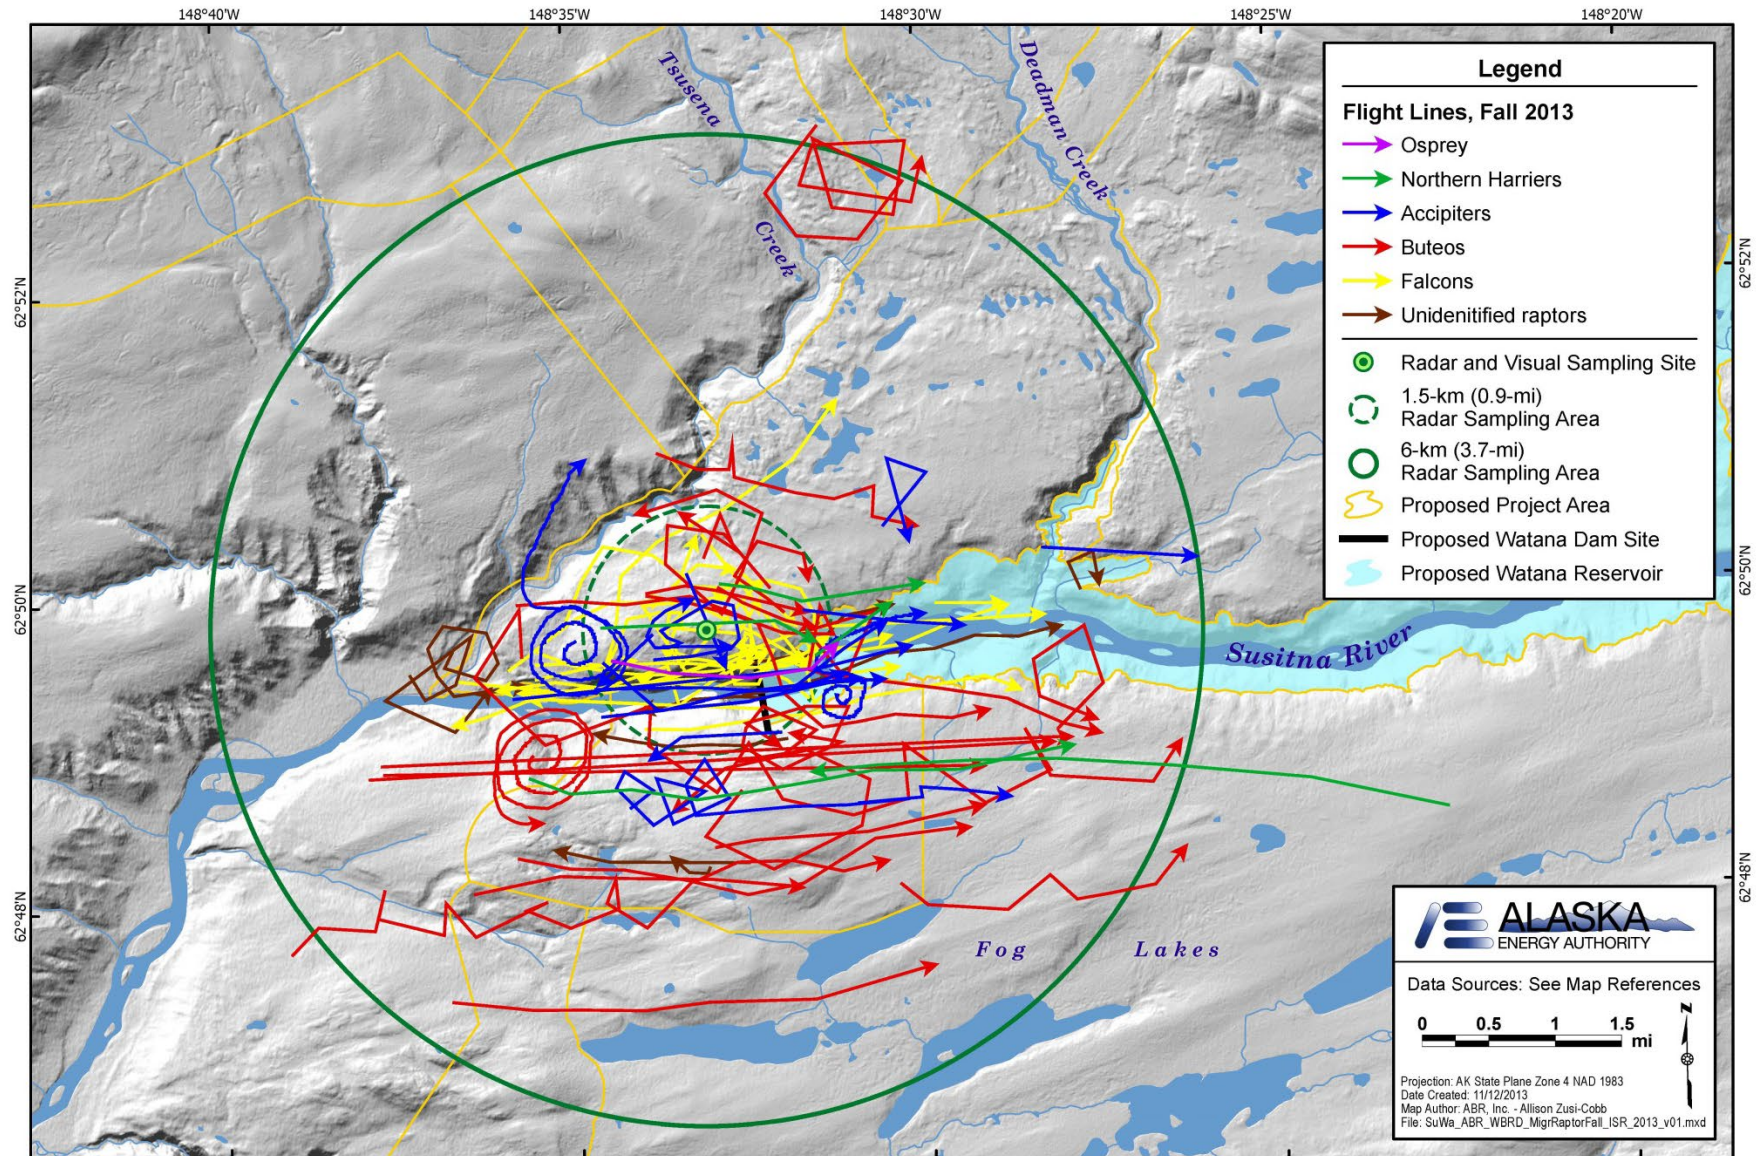 148°40'W
148°35'W
148°30'W
148°25'W
148°20'W
Tsusena
Creek
Deadman Creek
62°52'N
62°52'N
62°50'N
62°50'N
62°48'N
62°48'N
Susitna River
Fog Lakes
Legend
Flight Lines, Fall 2013
Osprey
Northern Harriers
Accipiters
Buteos
Falcons
Unidenitified raptors
Radar and Visual Sampling Site
1.5-km (0.9-mi)
Radar Sampling Area
6-km (3.7-mi)
Radar Sampling Area
Proposed Project Area
Proposed Watana Dam Site
Proposed Watana Reservoir
ALASKA
ENERGY AUTHORITY
Data Sources: See Map References
0 0.5 1 1.5
mi
N
Projection: AK State Plane Zone 4 NAD 1983
Date Created: 11/12/2013
Map Author: ABR, Inc. - Allison Zusi-Cobb
File: SuWa_ABR_WBRD_MigrRaptorFall_ISR_2013_v01.mxd